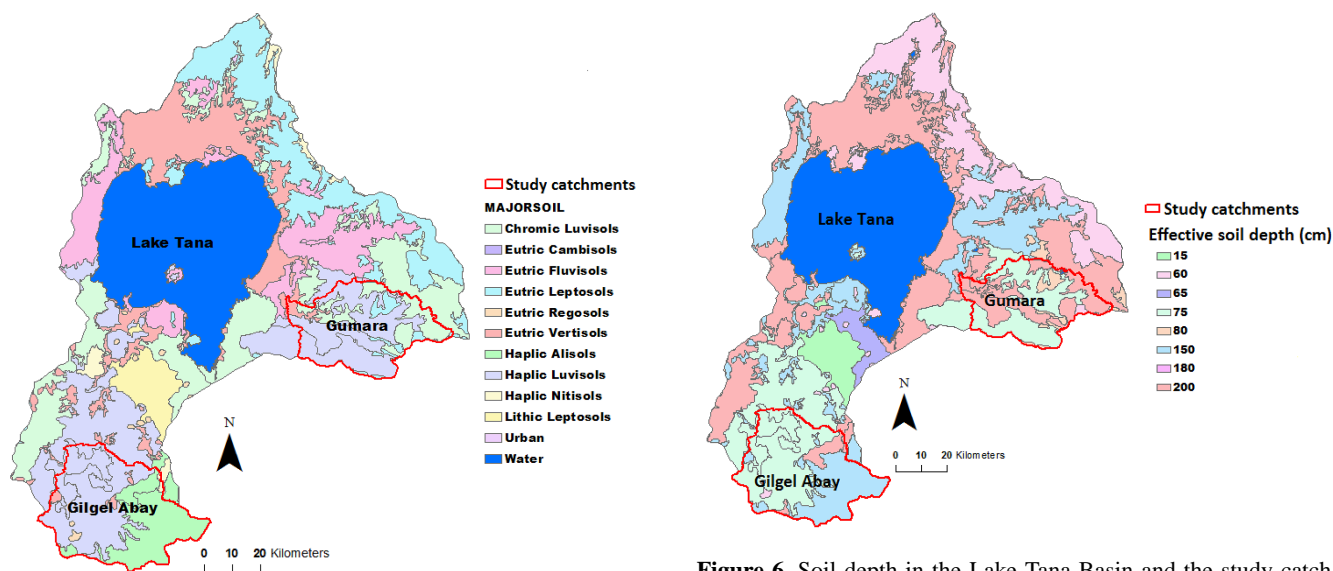 Lake Tana
Gumara
Gilgel Abay
N
0 10 20 Kilometers
Study catchments
MAJORSOIL
Chromic Luvisols
Eutric Cambisols
Eutric Fluvisols
Eutric Leptosols
Eutric Regosols
Eutric Vertisols
Haplic Alisols
Haplic Luvisols
Haplic Nitisols
Lithic Leptosols
Urban
Water
Lake Tana
Gumara
Gilgel Abay
N
0 10 20 Kilometers
Study catchments
Effective soil depth (cm)
15
60
65
75
80
150
180
200
Figure 6. Soil depth in the Lake Tana Basin and the study catch-